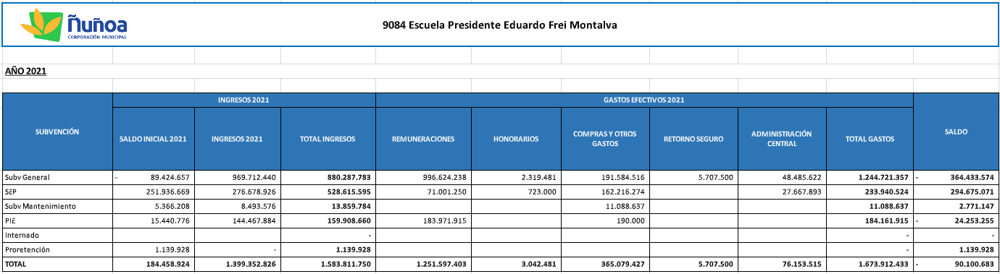 Ñuñoa
CORPORACIÓN MUNICIPAL
9084 Escuela Presidente Eduardo Frei Montalva
AÑO 2021
INGRESOS 2021 GASTOS EFECTIVOS 2021
SUBVENCIÓN SALDO INICIAL 2021 INGRESOS 2021 TOTAL INGRESOS REMUNERACIONES HONORARIOS COMPRAS Y OTROS GASTOS RETORNO SEGURO ADMINISTRACIÓN CENTRAL TOTAL GASTOS SALDO
Subv General - 89.424.657 969.712.440 880.287.783 996.624.238 2.319.481 191.584.516 5.707.500 48.485.622 1.244.721.357 - 364.433.574
SEP 251.936.669 276.678.926 528.615.595 71.001.250 723.000 162.216.274 27.667.893 233.940.524 294.675.071
Subv Mantenimiento 5.366.208 8.493.576 13.859.784 11.088.637 11.088.637 2.771.147
PIE 15.440.776 144.467.884 159.908.660 183.971.915 190.000 184.161.915 - 24.253.255
Internado - - -
Proretención 1.139.928 - 1.139.928 - 1.139.928
TOTAL 184.458.924 1.399.352.826 1.583.811.750 1.251.597.403 3.042.481 365.079.427 5.707.500 76.153.515 1.673.912.433 - 90.100.683